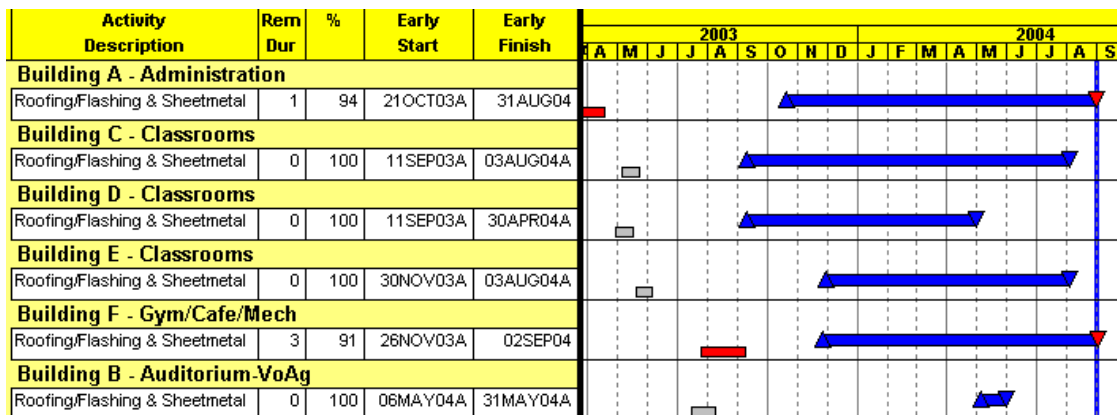 Activity Rem % Early Early
Description Dur Start Finish
2003 2004
A M J J A S O N D J F M A M J J A S
Building A - Administration
Roofing/Flashing & Sheetmetal 1 94 21OCT03A 31AUG04
Building C - Classrooms
Roofing/Flashing & Sheetmetal 0 100 11SEP03A 03AUG04A
Building D - Classrooms
Roofing/Flashing & Sheetmetal 0 100 11SEP03A 30APR04A
Building E - Classrooms
Roofing/Flashing & Sheetmetal 0 100 30NOV03A 03AUG04A
Building F - Gym/Cafe/Mech
Roofing/Flashing & Sheetmetal 3 91 26NOV03A 02SEP04
Building B - Auditorium-VoAg
Roofing/Flashing & Sheetmetal 0 100 06MAY04A 31MAY04A